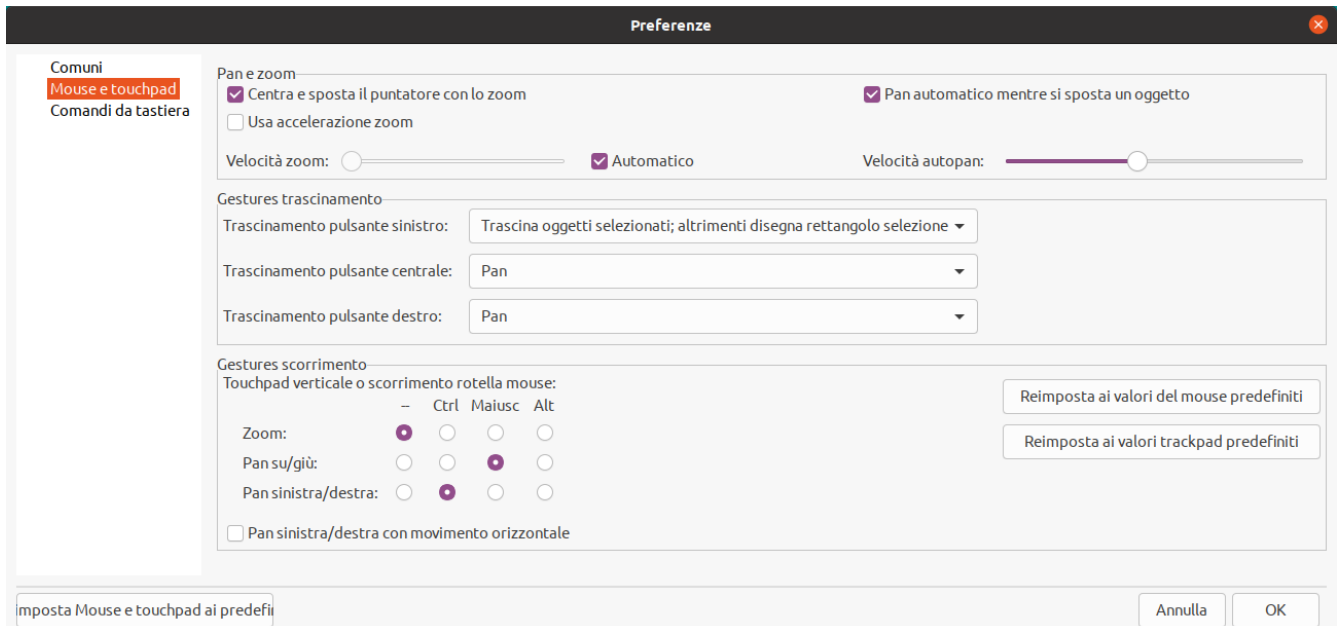 Preferenze
Comuni
Mouse e touchpad
Comandi da tastiera
Pan e zoom
Centra e sposta il puntatore con lo zoom
Pan automatico mentre si sposta un oggetto
Usa accelerazione zoom
Velocità zoom:
Automatico
Velocità autopan:
Gestures trascinamento
Trascinamento pulsante sinistro:
Trascina oggetti selezionati; altrimenti disegna rettangolo selezione
Trascinamento pulsante centrale:
Pan
Trascinamento pulsante destro:
Pan
Gestures scorrimento
Touchpad verticale o scorrimento rotella mouse:
-- Ctrl Maiusc Alt
Zoom:
Pan su/giù:
Pan sinistra/destra:
Pan sinistra/destra con movimento orizzontale
Reimposta ai valori del mouse predefiniti
Reimposta ai valori trackpad predefiniti
imposta Mouse e touchpad ai predefi
Annulla
OK